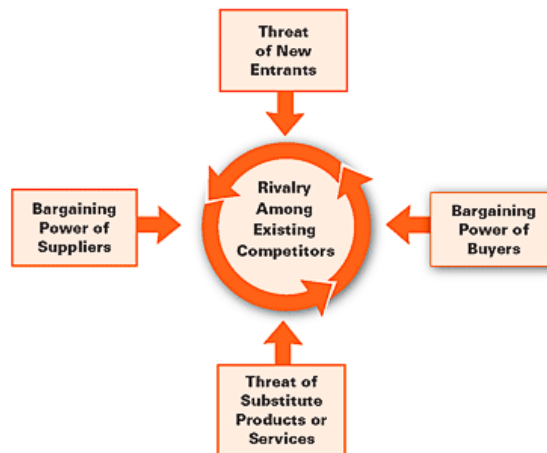 Threat
of New
Entrants
Bargaining
Power of
Suppliers
Rivalry
Among
Existing
Competitors
Bargaining
Power of
Buyers
Threat of
Substitute
Products or
Services